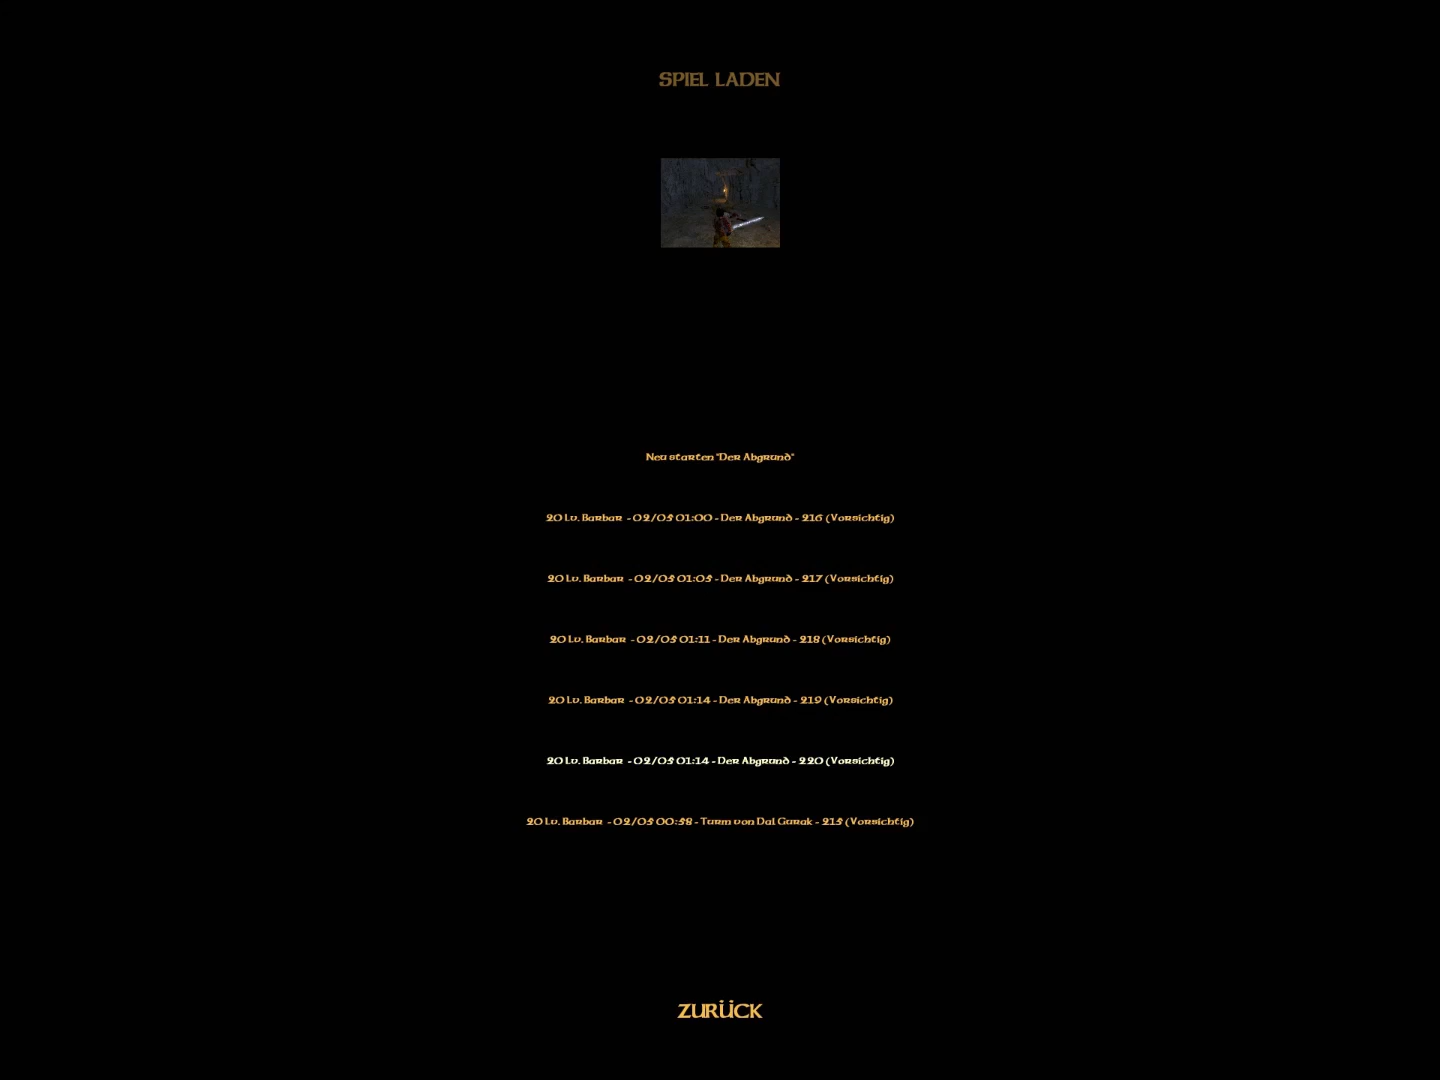 SPIEL LADEN
Neu starten "Der Abgrund"
20 Lv. Barbar - 02/05 01:00 - Der Abgrund - 216 (Vorsichtig)
20 Lv. Barbar - 02/05 01:05 - Der Abgrund - 217 (Vorsichtig)
20 Lv. Barbar - 02/05 01:11 - Der Abgrund - 218 (Vorsichtig)
20 Lv. Barbar - 02/05 01:14 - Der Abgrund - 219 (Vorsichtig)
20 Lv. Barbar - 02/05 01:14 - Der Abgrund - 220 (Vorsichtig)
20 Lv. Barbar - 02/05 00:58 - Turm von Dal Gurak - 215 (Vorsichtig)
ZURÜCK